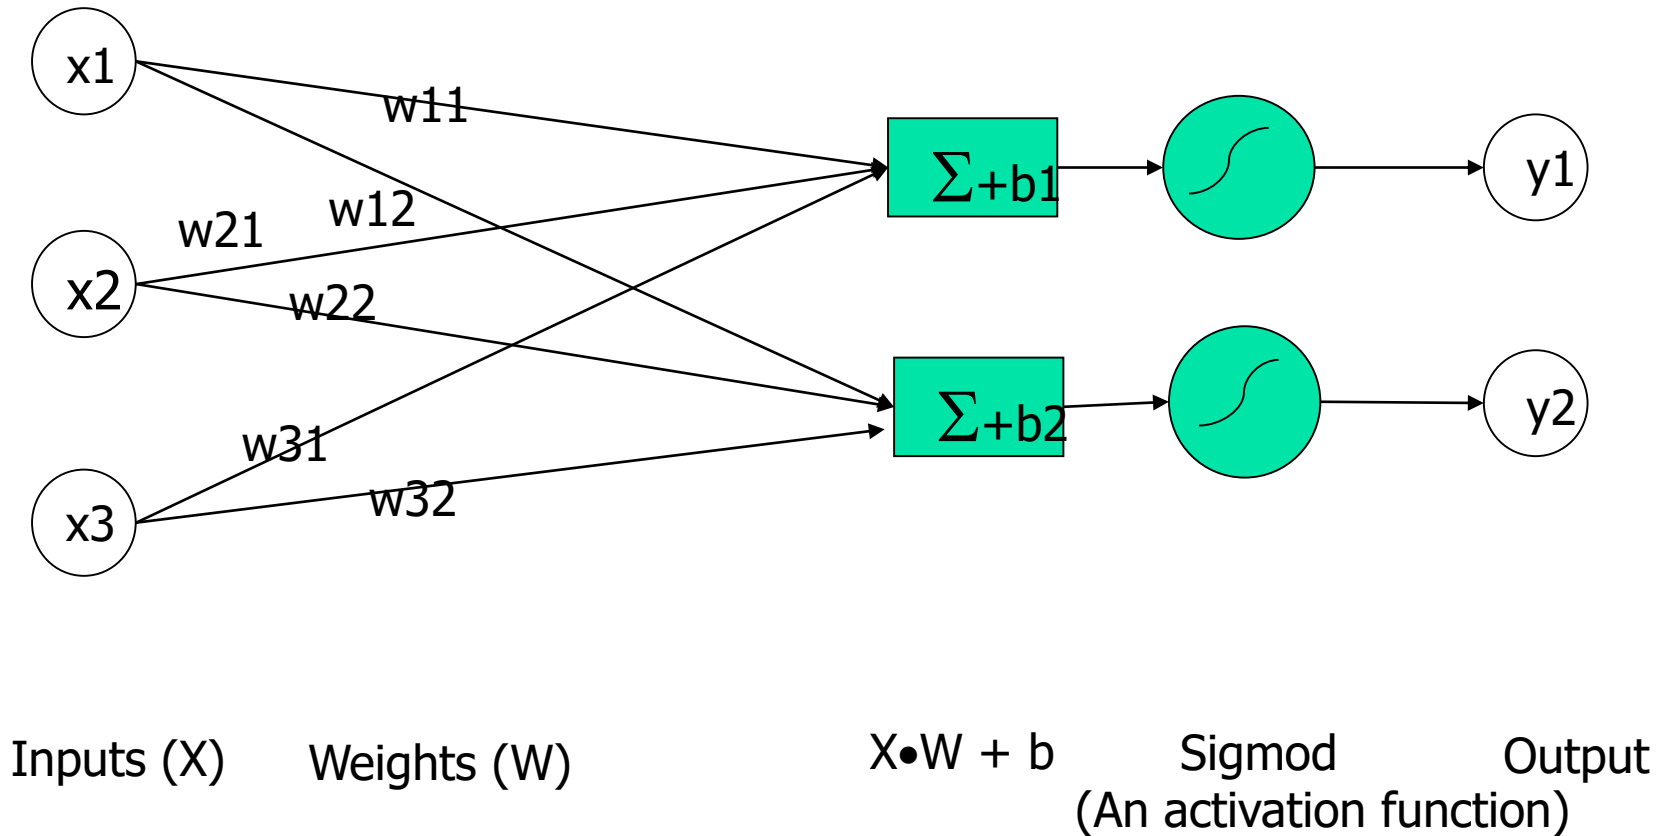 x1
w11
Σ+b1
y1
w12
w21
x2
w22
Σ+b2
y2
w31
w32
x3
Inputs (X)
Weights (W)
X•W + b
Sigmod
Output
(An activation function)